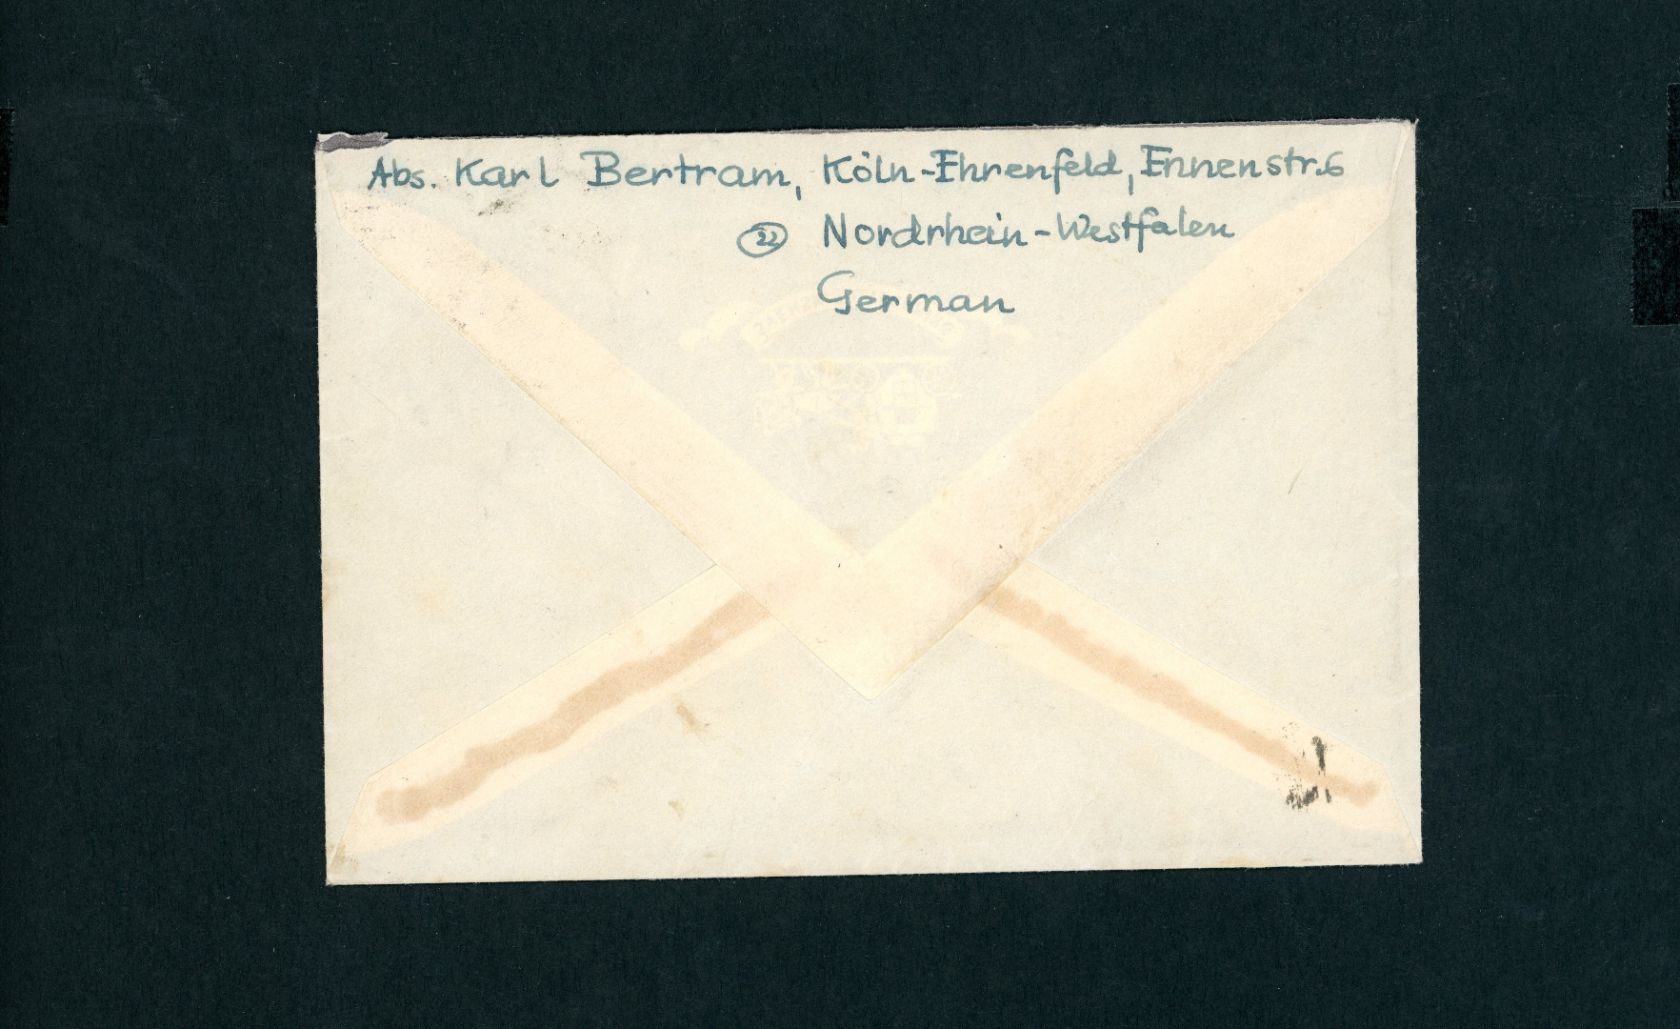 Abs. Karl Bertram, Köln-Ehrenfeld, Ennenstr.6
22 Nordrhein-Westfalen
German